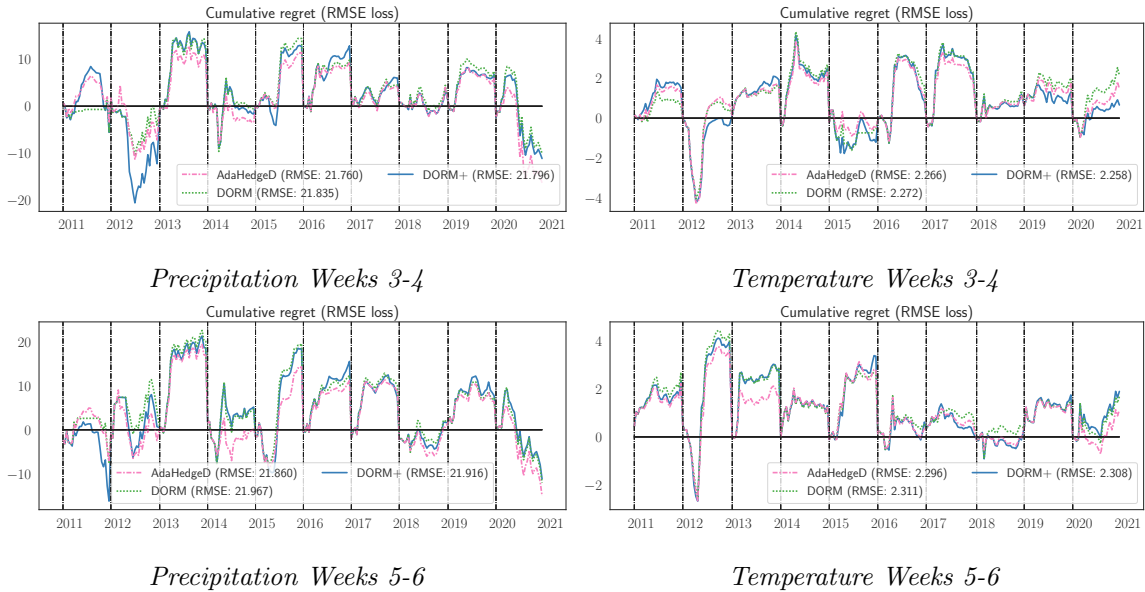 Cumulative regret (RMSE loss)
10
0
−10
−20
AdaHedgeD (RMSE: 21.760)
DORM (RMSE: 21.835)
DORM+ (RMSE: 21.796)
2011 2012 2013 2014 2015 2016 2017 2018 2019 2020 2021
Precipitation Weeks 3-4
Cumulative regret (RMSE loss)
4
2
0
−2
−4
AdaHedgeD (RMSE: 2.266)
DORM (RMSE: 2.272)
DORM+ (RMSE: 2.258)
2011 2012 2013 2014 2015 2016 2017 2018 2019 2020 2021
Temperature Weeks 3-4
Cumulative regret (RMSE loss)
20
10
0
−10
AdaHedgeD (RMSE: 21.860)
DORM (RMSE: 21.967)
DORM+ (RMSE: 21.916)
2011 2012 2013 2014 2015 2016 2017 2018 2019 2020 2021
Precipitation Weeks 5-6
Cumulative regret (RMSE loss)
4
2
0
−2
AdaHedgeD (RMSE: 2.296)
DORM (RMSE: 2.311)
DORM+ (RMSE: 2.308)
2011 2012 2013 2014 2015 2016 2017 2018 2019 2020 2021
Temperature Weeks 5-6